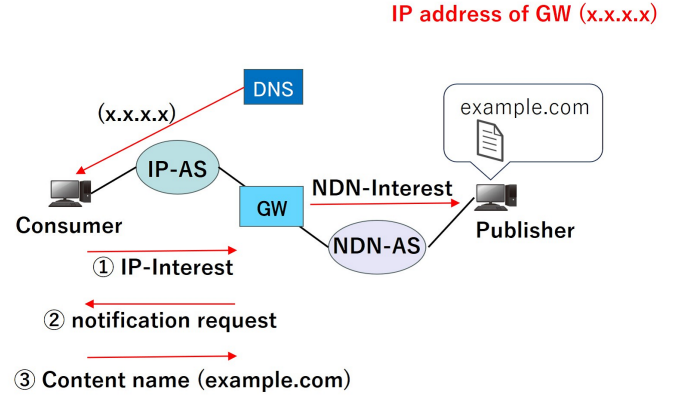 IP address of GW (x.x.x.x)
DNS
(x.x.x.x)
example.com
IP-AS
NDN-Interest
GW
Consumer
Publisher
NDN-AS
① IP-Interest
② notification request
③ Content name (example.com)